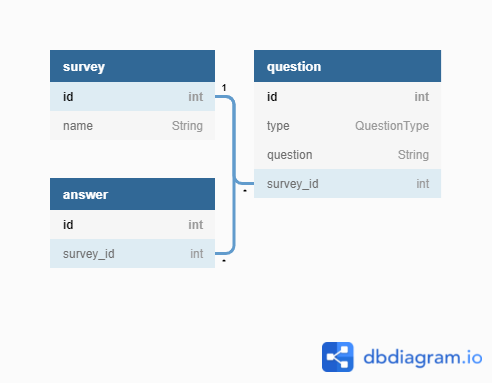 survey
id int
name String
answer
id int
survey_id int
question
id int
type QuestionType
question String
survey_id int
1
*
*
dbdiagram.io